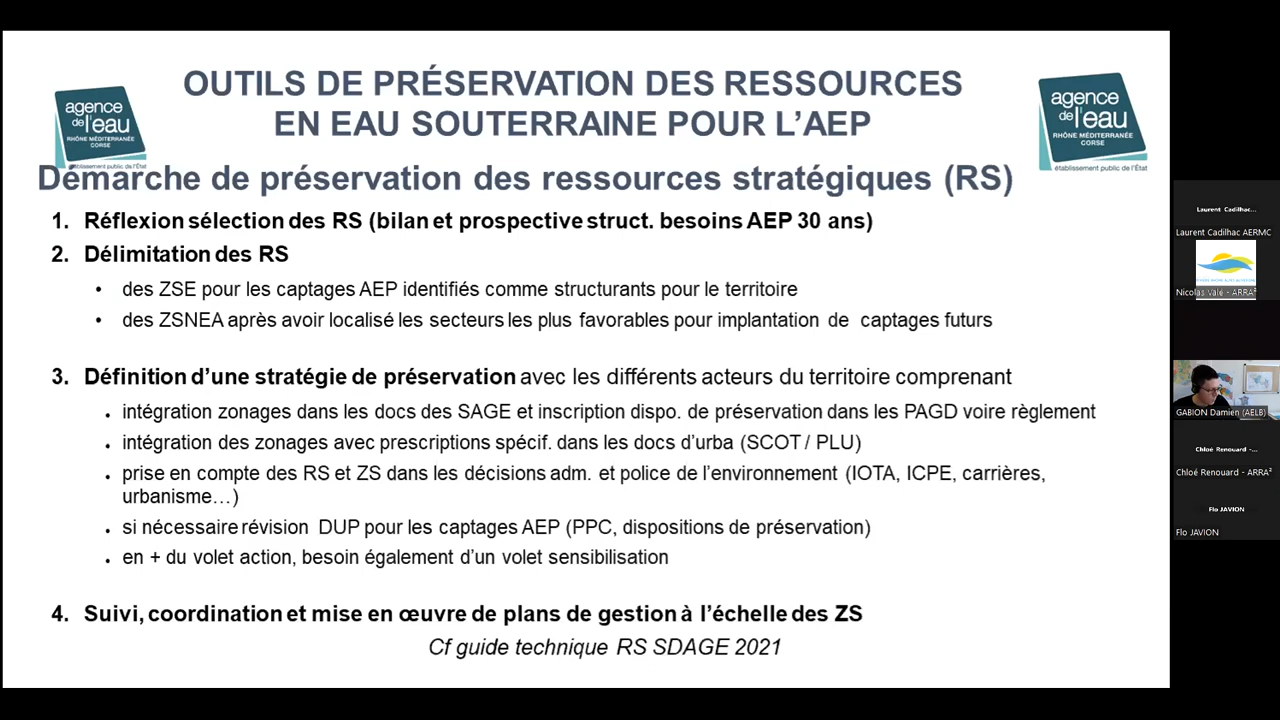 OUTILS DE PRÉSERVATION DES RESSOURCES
EN EAU SOUTERRAINE POUR L'AEP
agence
de l'eau
RHÔNE MÉDITERRANÉE
CORSE
établissement public de l'État
agence
de l'eau
RHÔNE MÉDITERRANÉE
CORSE
établissement public de l'État
Démarche de préservation des ressources stratégiques (RS)
1. Réflexion sélection des RS (bilan et prospective struct. besoins AEP 30 ans)
2. Délimitation des RS
• des ZSE pour les captages AEP identifiés comme structurants pour le territoire
• des ZSNEA après avoir localisé les secteurs les plus favorables pour implantation de captages futurs
3. Définition d'une stratégie de préservation avec les différents acteurs du territoire comprenant
• intégration zonages dans les docs des SAGE et inscription dispo. de préservation dans les PAGD voire règlement
• intégration des zonages avec prescriptions spécif. dans les docs d'urba (SCOT / PLU)
• prise en compte des RS et ZS dans les décisions adm. et police de l'environnement (IOTA, ICPE, carrières,
urbanisme…)
• si nécessaire révision DUP pour les captages AEP (PPC, dispositions de préservation)
• en + du volet action, besoin également d'un volet sensibilisation
4. Suivi, coordination et mise en œuvre de plans de gestion à l'échelle des ZS
Cf guide technique RS SDAGE 2021
Laurent Cadilhac...
Laurent Cadilhac AERMC
Nicolas Valé - ARRA²
GABION Damien (AELB)
Chloé Renouard -...
Chloé Renouard - ARRA²
Flo JAVION
Flo JAVION